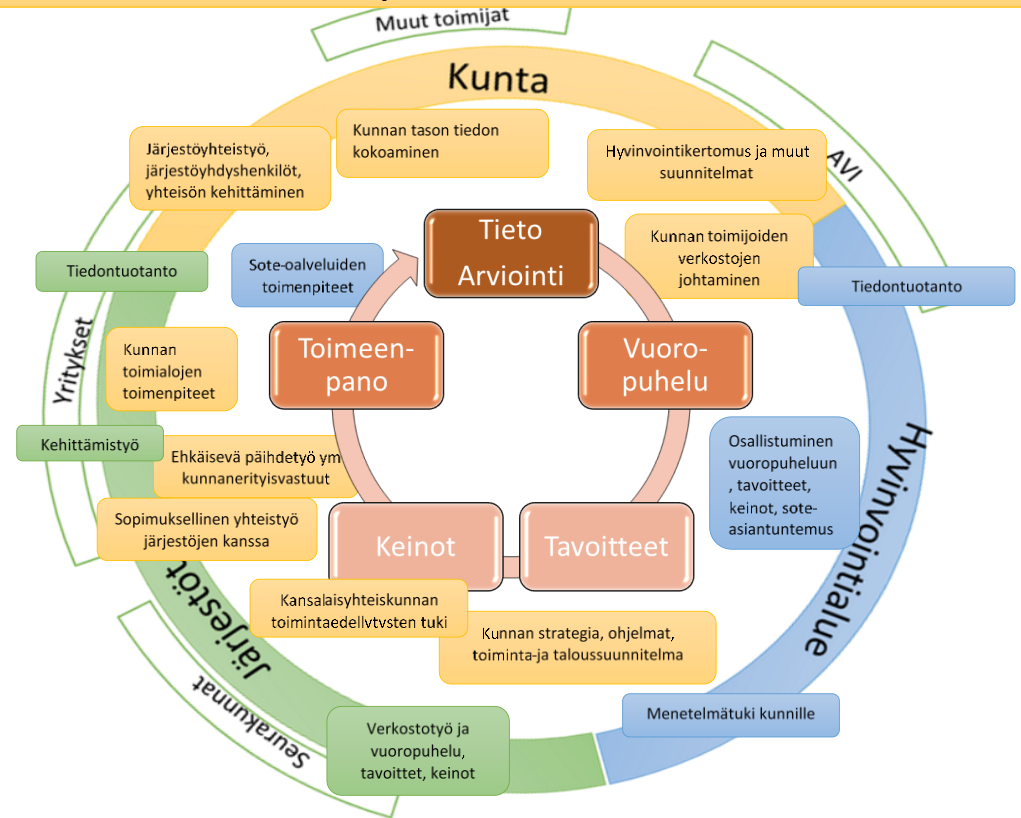 Muut toimijat
Kunta
Kunnan tason tiedon
kokoaminen
Järjestöyhteistyö,
järjestöyhdyshenkilöt,
yhteisön kehittäminen
Hyvinvointikertomus ja muut
suunnitelmat
AVI
Tieto
Arviointi
Kunnan toimijoiden
verkostojen
johtaminen
Tiedontuotanto
Sote-oalveluiden
toimenpiteet
Tiedontuotanto
Yritykset
Kunnan
toimialojen
toimenpiteet
Toimeen-
pano
Vuoro-
puhelu
Kehittämistyö
Ehkäisevä päihdetyö ym
kunnanerityisvastuut
Osallistuminen
vuoropuheluun
, tavoitteet,
keinot, sote-
asiantuntemus
Hyvinvointialue
Sopimuksellinen yhteistyö
järjestöjen kanssa
Keinot
Tavoitteet
Järjestöt
Kansalaisyhteiskunnan
toimintaedellvtvsten tuki
Kunnan strategia, ohjelmat,
toiminta-ja taloussuunnitelma
Seurakunnat
Menetelmätuki kunnille
Verkostotyö ja
vuoropuhelu,
tavoittet, keinot